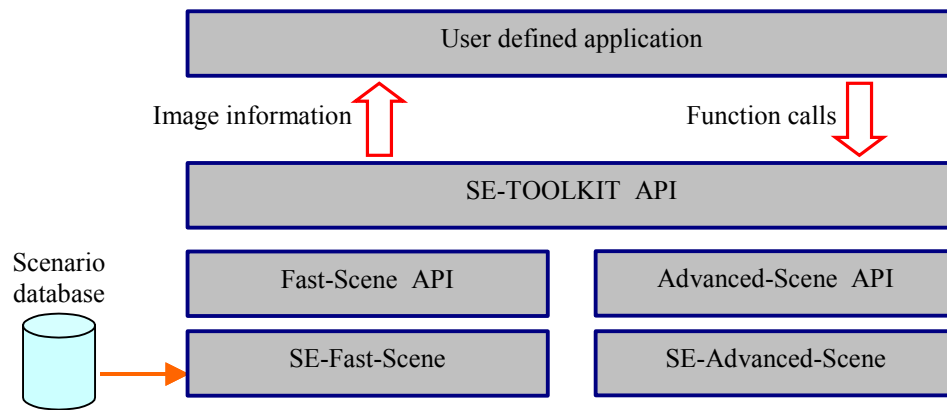 User defined application
Image information
Function calls
SE-TOOLKIT API
Scenario
database
Fast-Scene API
Advanced-Scene API
SE-Fast-Scene
SE-Advanced-Scene